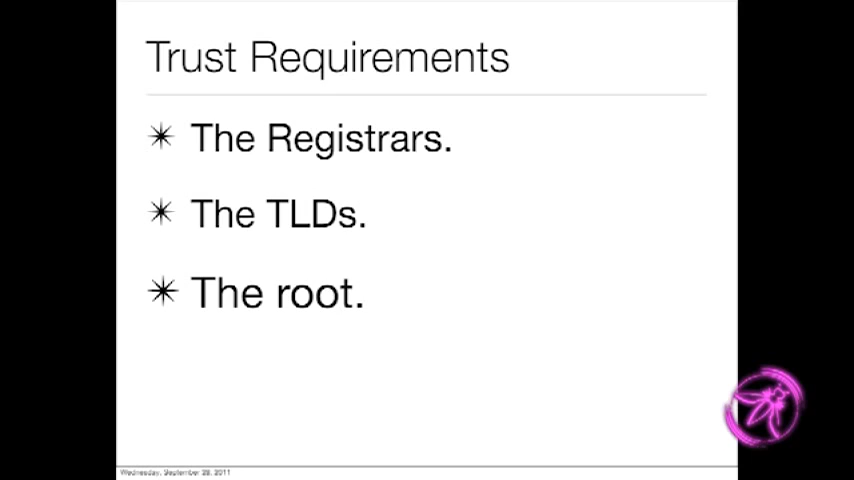 Trust Requirements
The Registrars.
The TLDs.
The root.
Wednesday, September 28, 2011